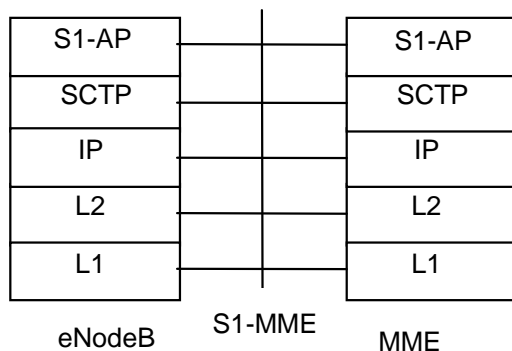 S1-AP S1-AP
SCTP SCTP
IP IP
L2 L2
L1 L1
eNodeB S1-MME MME